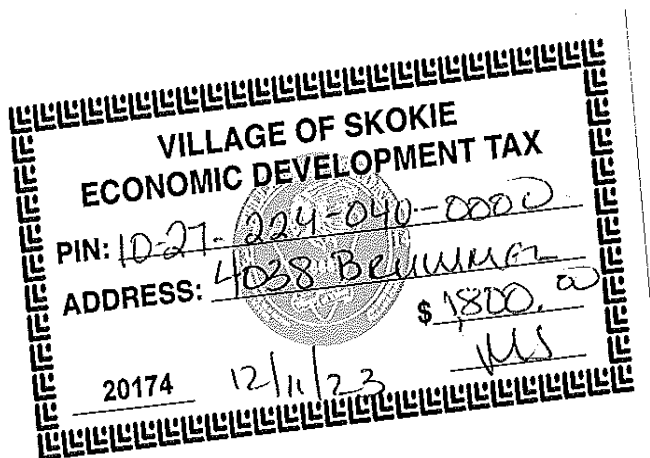 VILLAGE OF SKOKIE
ECONOMIC DEVELOPMENT TAX
PIN: 10-27-224-040-0000
ADDRESS: 4038 BRUMMEL
$ 1800.00
20174 12/11/23 MS